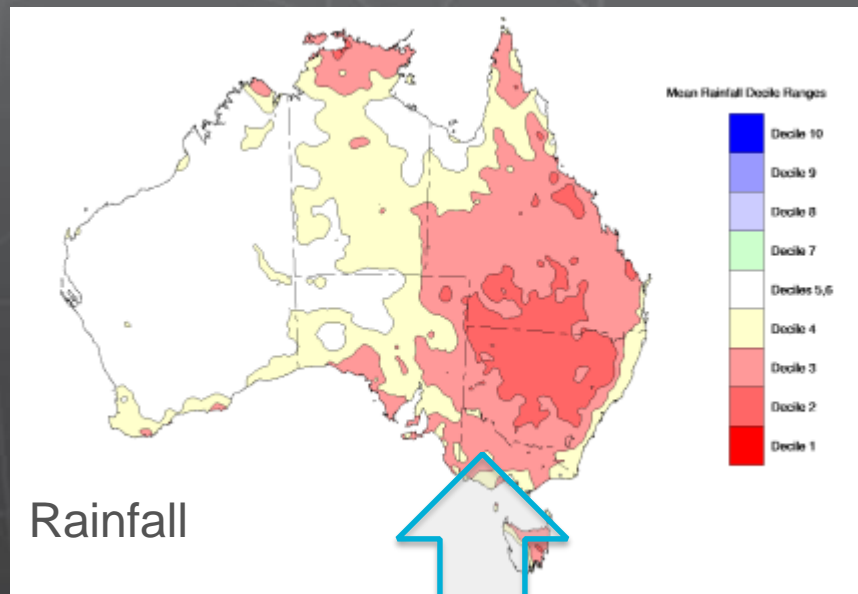 Mean Rainfall Decile Ranges
Decile 10
Decile 9
Decile 8
Decile 7
Deciles 5,6
Decile 4
Decile 3
Decile 2
Decile 1
Rainfall